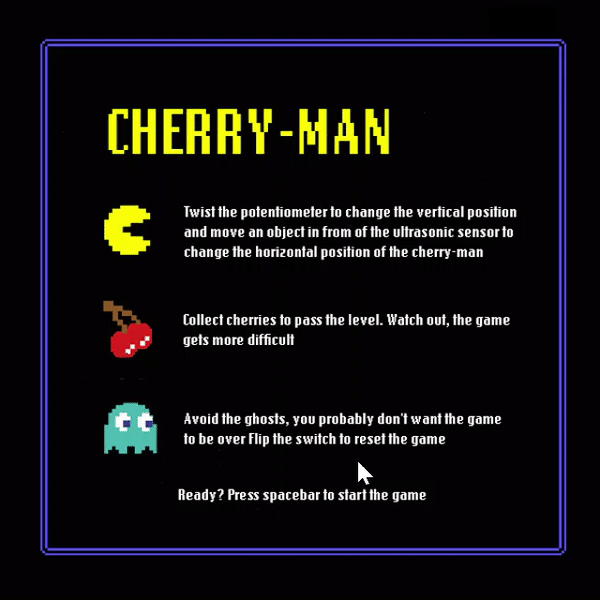 CHERRY-MAN
Twist the potentiometer to change the vertical position
and move an object in from of the ultrasonic sensor to
change the horizontal position of the cherry-man
Collect cherries to pass the level. Watch out, the game
gets more difficult
Avoid the ghosts, you probably don't want the game
to be over Flip the switch to reset the game
Ready? Press spacebar to start the game